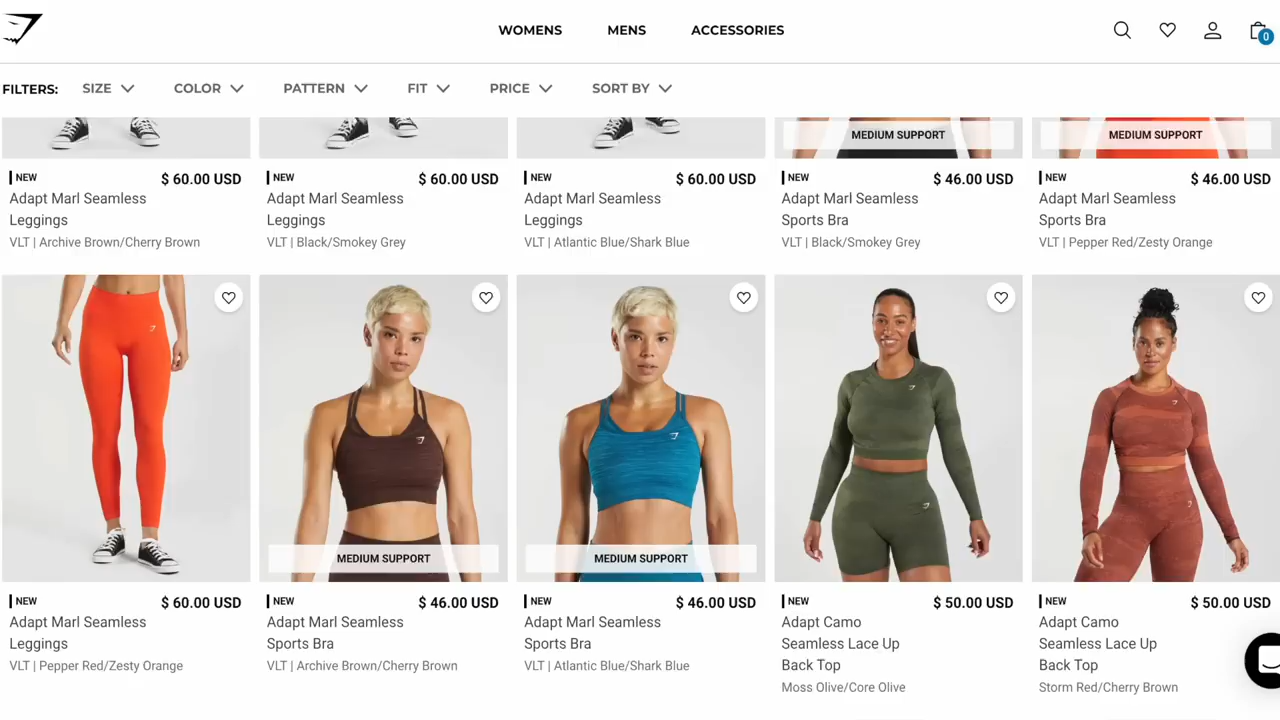 WOMENS MENS ACCESSORIES
0
FILTERS: SIZE COLOR PATTERN FIT PRICE SORT BY
MEDIUM SUPPORT
MEDIUM SUPPORT
NEW $ 60.00 USD
Adapt Marl Seamless
Leggings
VLT | Archive Brown/Cherry Brown
NEW $ 60.00 USD
Adapt Marl Seamless
Leggings
VLT | Black/Smokey Grey
NEW $ 60.00 USD
Adapt Marl Seamless
Leggings
VLT | Atlantic Blue/Shark Blue
NEW $ 46.00 USD
Adapt Marl Seamless
Sports Bra
VLT | Black/Smokey Grey
NEW $ 46.00 USD
Adapt Marl Seamless
Sports Bra
VLT | Pepper Red/Zesty Orange
MEDIUM SUPPORT
MEDIUM SUPPORT
NEW $ 60.00 USD
Adapt Marl Seamless
Leggings
VLT | Pepper Red/Zesty Orange
NEW $ 46.00 USD
Adapt Marl Seamless
Sports Bra
VLT | Archive Brown/Cherry Brown
NEW $ 46.00 USD
Adapt Marl Seamless
Sports Bra
VLT | Atlantic Blue/Shark Blue
NEW $ 50.00 USD
Adapt Camo
Seamless Lace Up
Back Top
Moss Olive/Core Olive
NEW $ 50.00 USD
Adapt Camo
Seamless Lace Up
Back Top
Storm Red/Cherry Brown